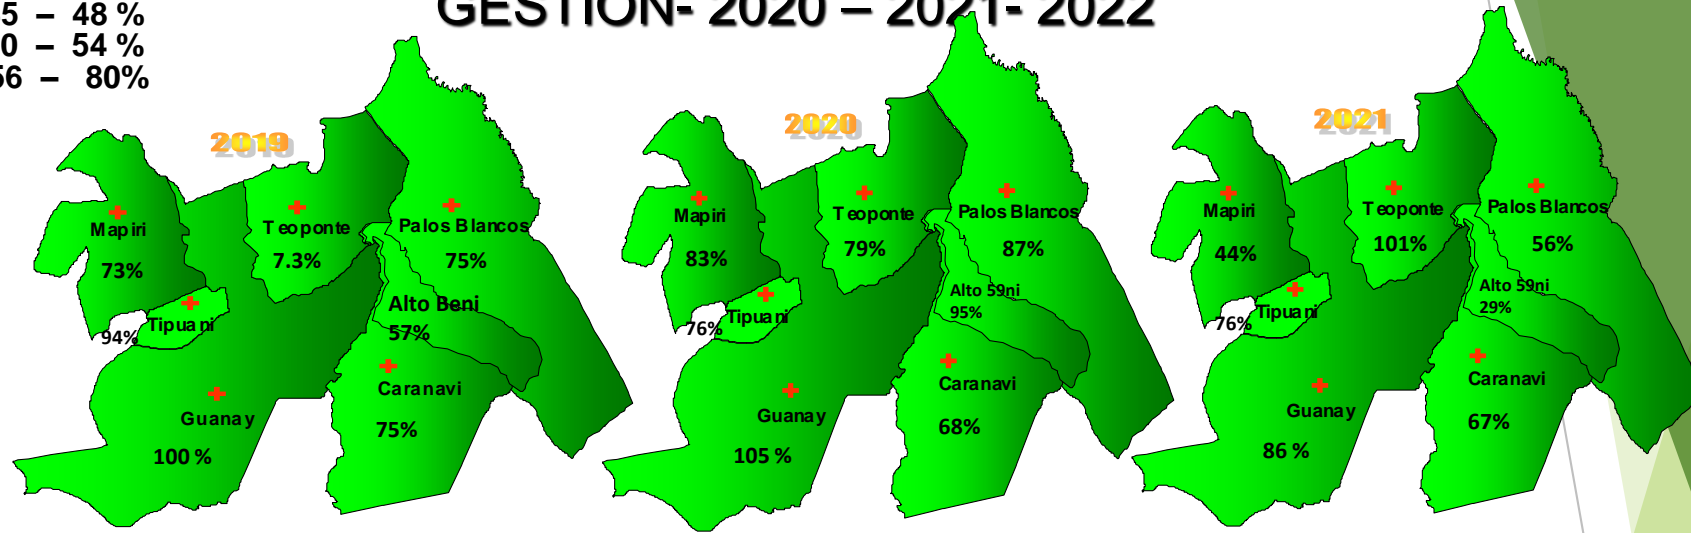 GESTION- 2020 – 2021- 2022
5 – 48 %
0 – 54 %
56 – 80%
2019
Mapiri
73%
Teoponte
7.3%
Palos Blancos
75%
Alto Beni
57%
Tipuani
94%
Caranavi
75%
Guanay
100 %
2020
Mapiri
83%
Teoponte
79%
Palos Blancos
87%
Alto 59ni
95%
Tipuani
76%
Caranavi
68%
Guanay
105 %
2021
Mapiri
44%
Teoponte
101%
Palos Blancos
56%
Alto 59ni
29%
Tipuani
76%
Caranavi
67%
Guanay
86 %